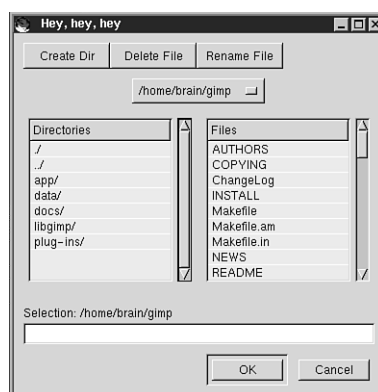 Hey, hey, hey
Create Dir Delete File Rename File
/home/brain/gimp
Directories Files
./ AUTHORS
../ COPYING
app/ ChangeLog
data/ INSTALL
docs/ Makefile
libgimp/ Makefile.am
plug-ins/ Makefile.in
NEWS
README
Selection: /home/brain/gimp
OK Cancel